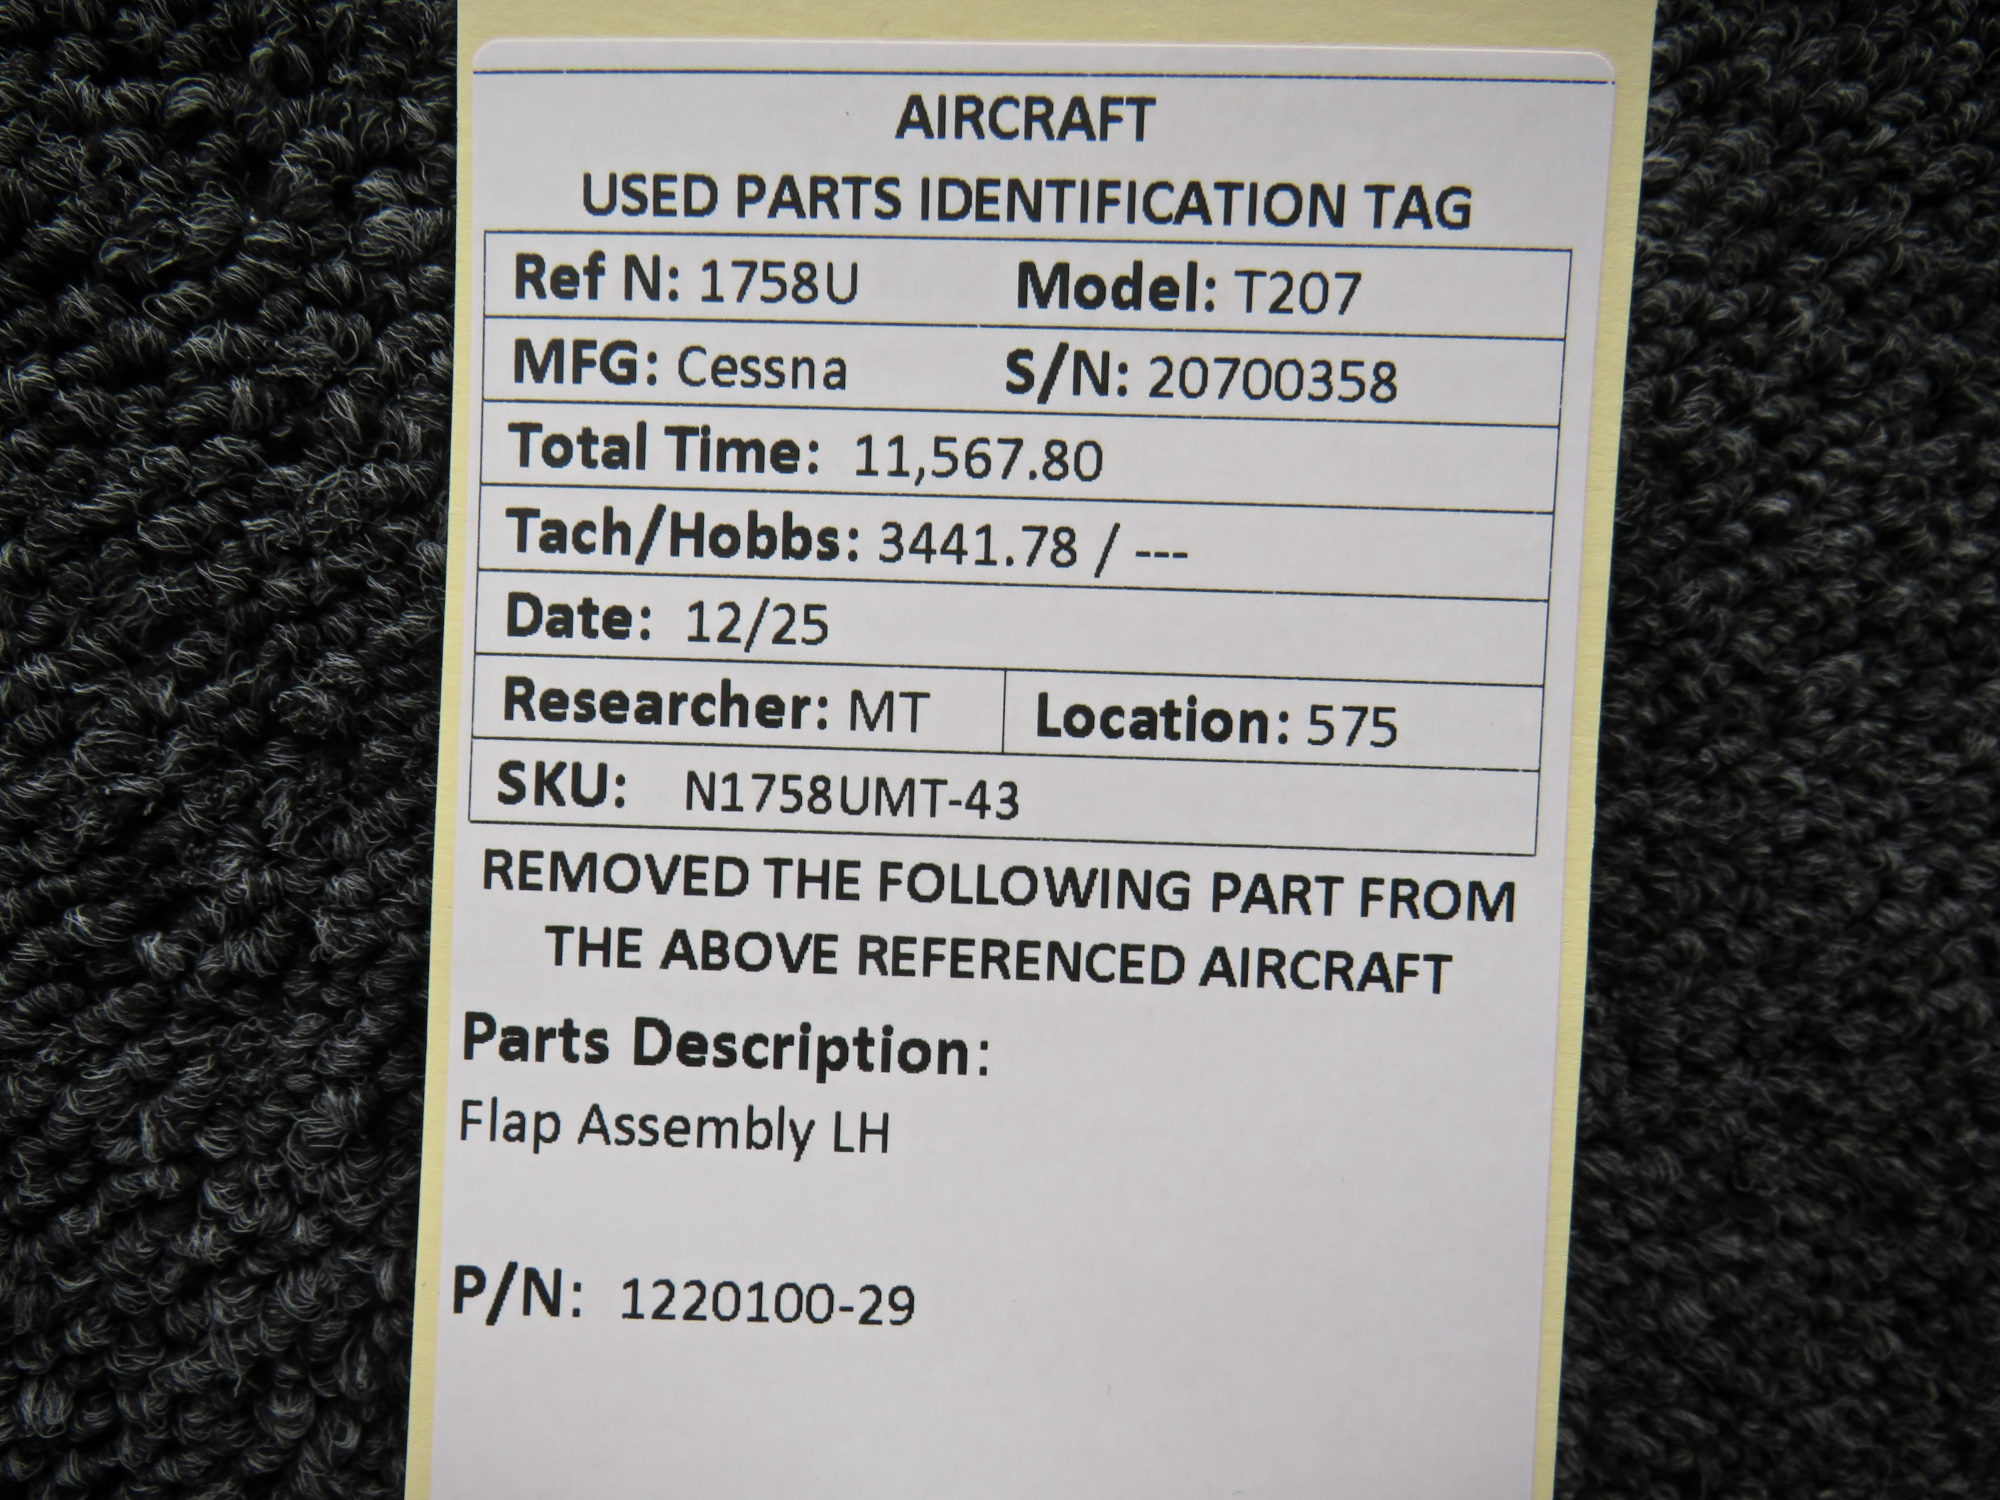 AIRCRAFT
USED PARTS IDENTIFICATION TAG
Ref N: 1758U Model: T207
MFG: Cessna S/N: 20700358
Total Time: 11,567.80
Tach/Hobbs: 3441.78 / ---
Date: 12/25
Researcher: MT Location: 575
SKU: N1758UMT-43
REMOVED THE FOLLOWING PART FROM
THE ABOVE REFERENCED AIRCRAFT
Parts Description:
Flap Assembly LH
P/N: 1220100-29